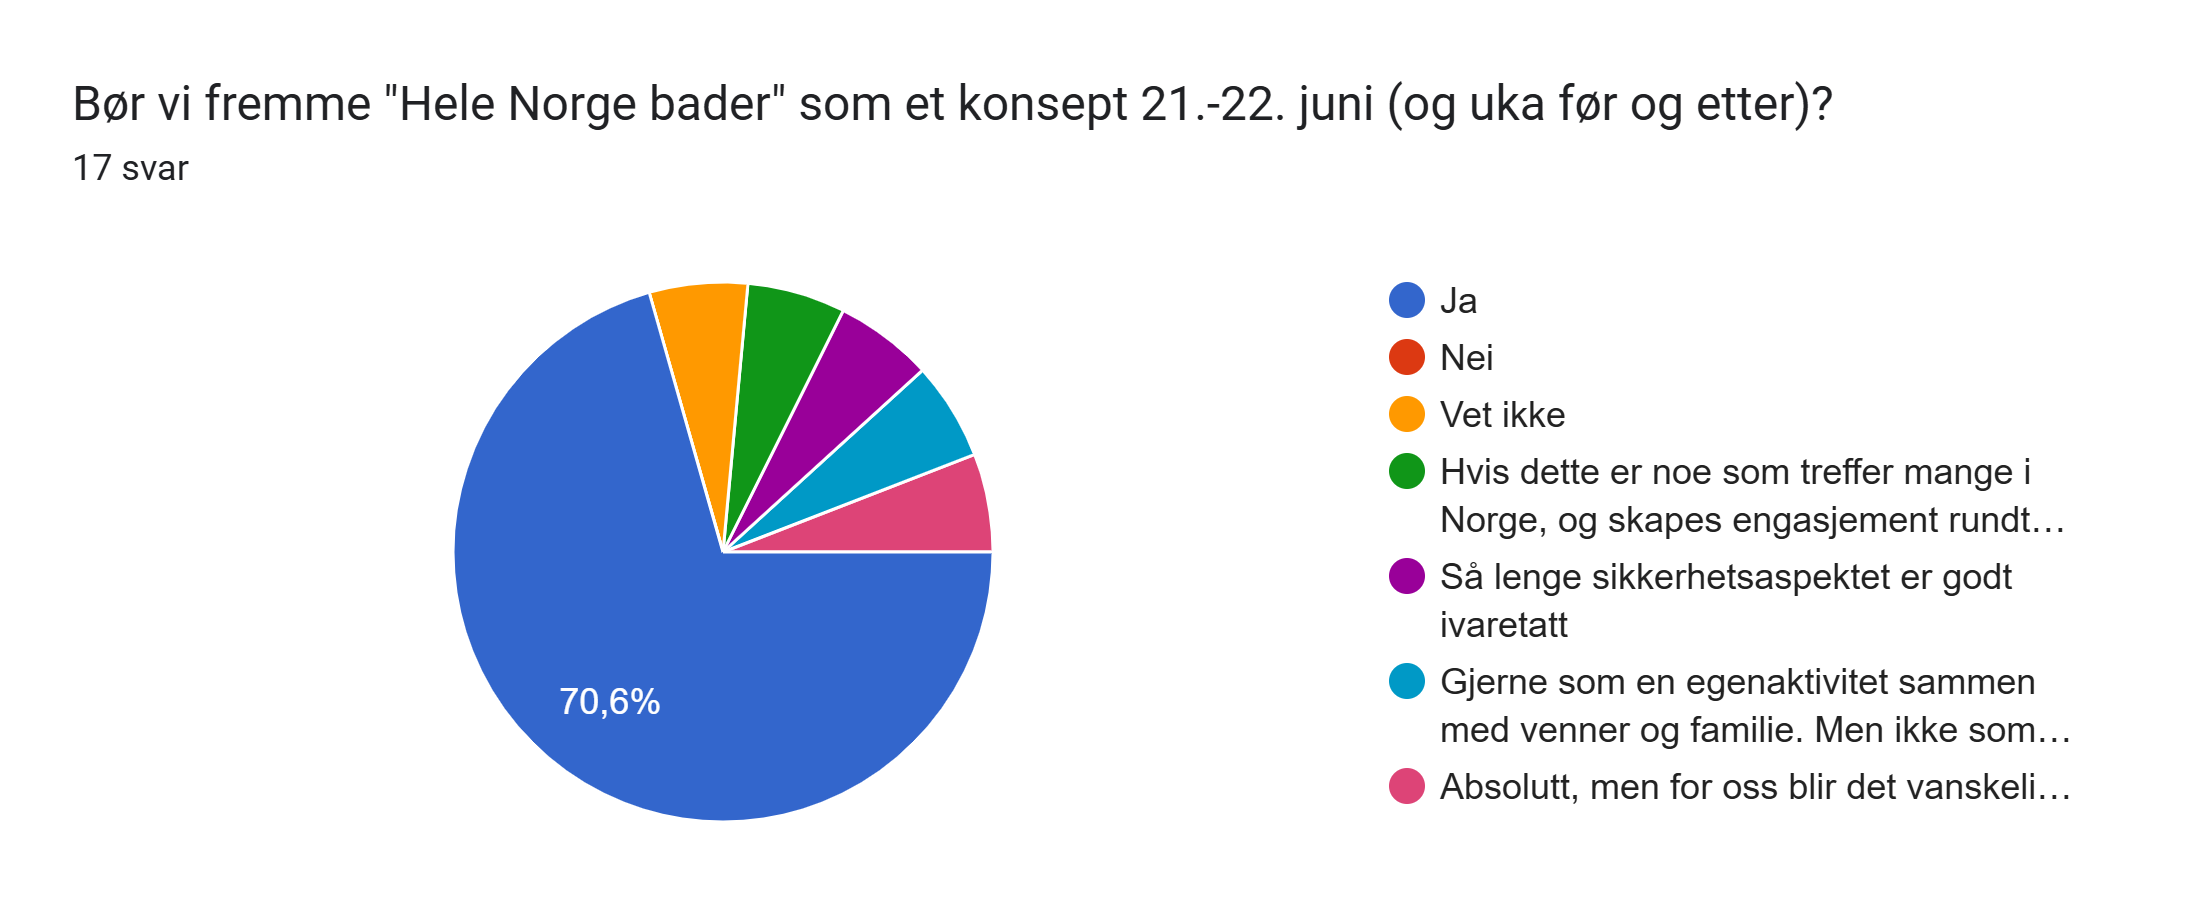 Bør vi fremme "Hele Norge bader" som et konsept 21.-22. juni (og uka før og etter)?
17 svar
70,6%
Ja
Nei
Vet ikke
Hvis dette er noe som treffer mange i
Norge, og skapes engasjement rundt…
Så lenge sikkerhetsaspektet er godt
ivaretatt
Gjerne som en egenaktivitet sammen
med venner og familie. Men ikke som…
Absolutt, men for oss blir det vanskeli…